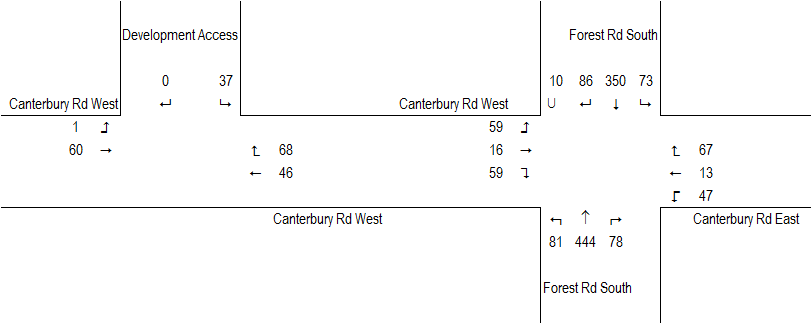 Development Access
Forest Rd South
0 37
10 86 350 73
Canterbury Rd West
↵ ↳
Canterbury Rd West
U ↵ ↓ ↳
1 ⮥
59 ⮥
60 →
↰ 68
16 →
↰ 67
← 46
59 ↴
← 13
↱ 47
Canterbury Rd West
↰ ↑ ↱
Canterbury Rd East
81 444 78
Forest Rd South